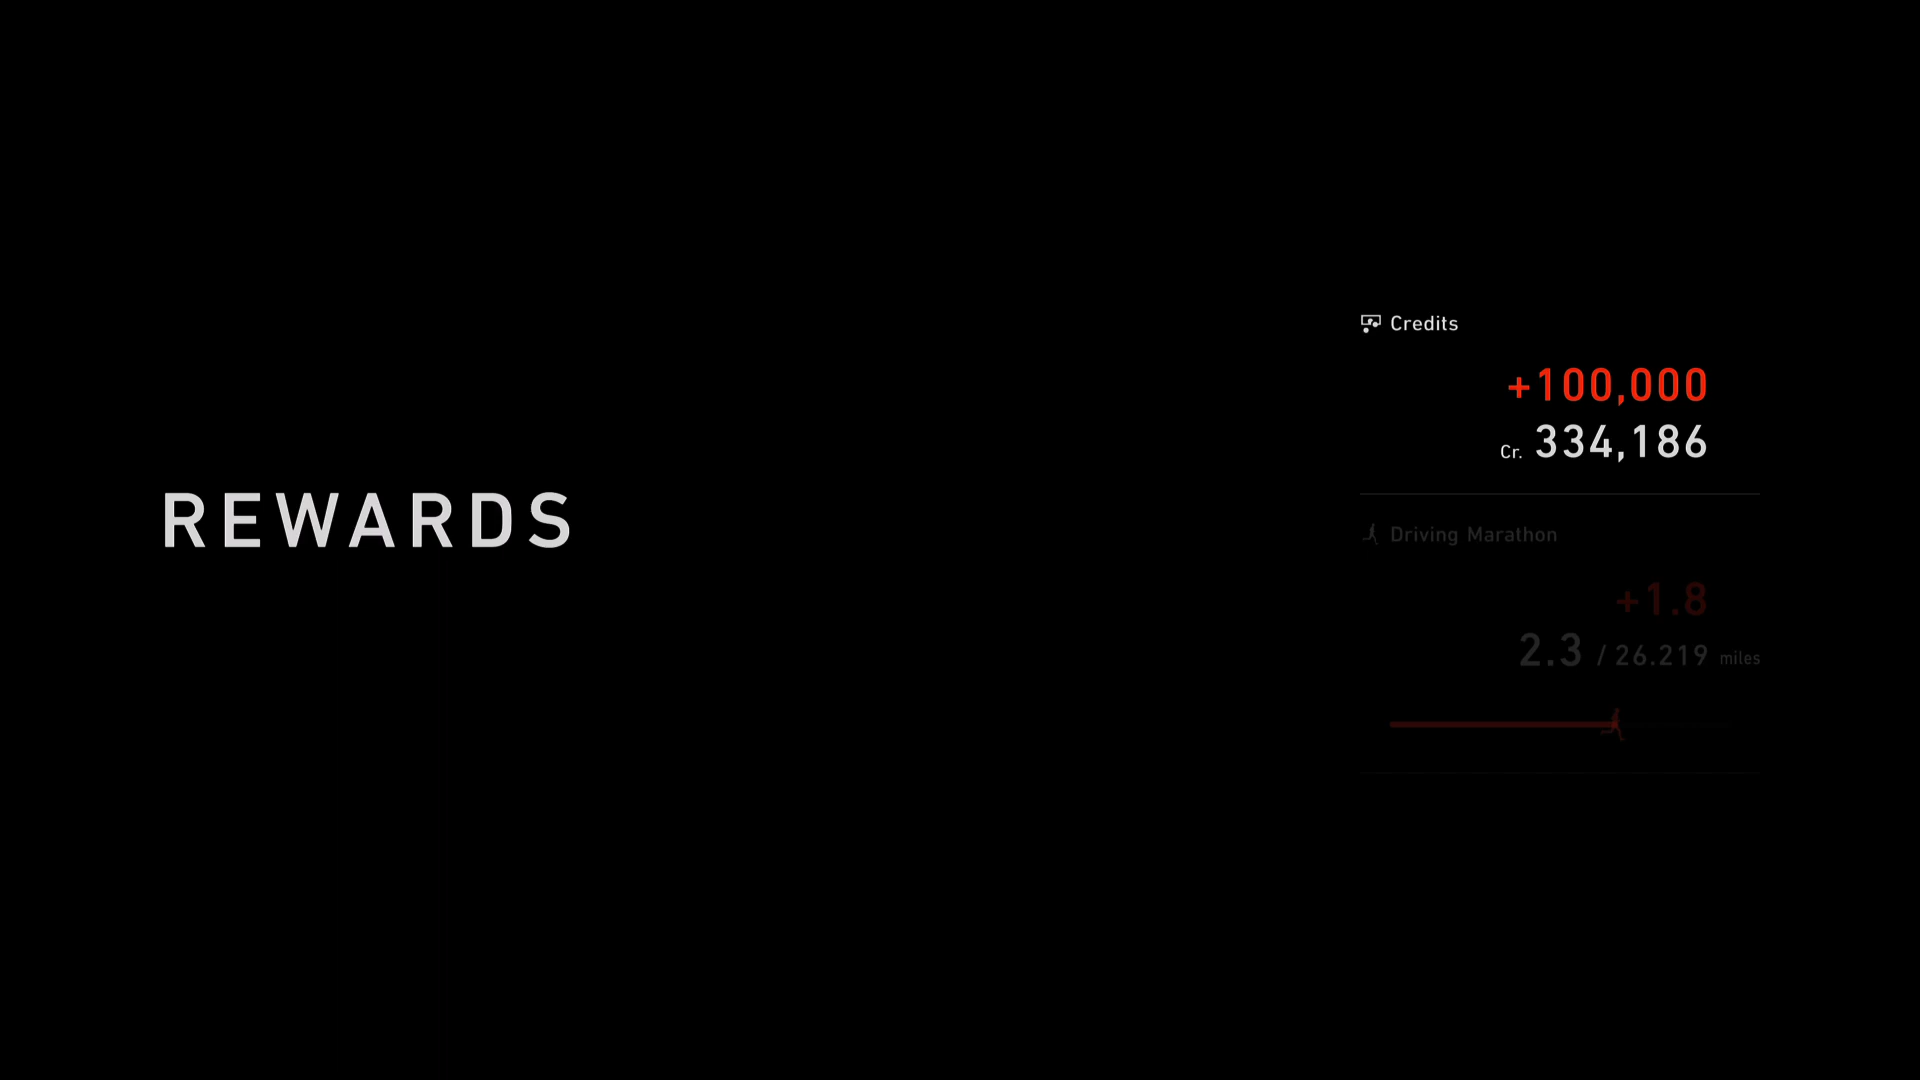 REWARDS
Credits
+100,000
Cr. 334,186
Driving Marathon
+1.8
2.3 / 26.219 miles